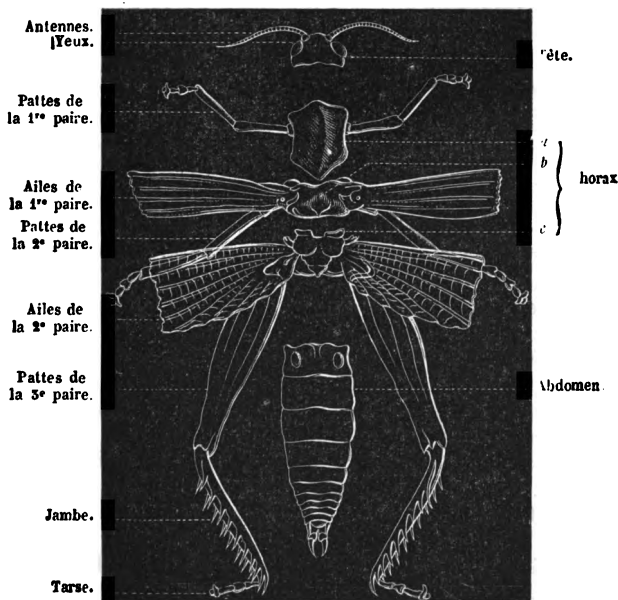 Antennes.
Yeux.
Pattes de
la 1re paire.
Ailes de
la 1re paire.
Pattes de
la 2e paire.
Ailes de
la 2e paire.
Pattes de
la 3e paire.
Jambe.
Tarse.
ête.
b
horax
c
bdomen